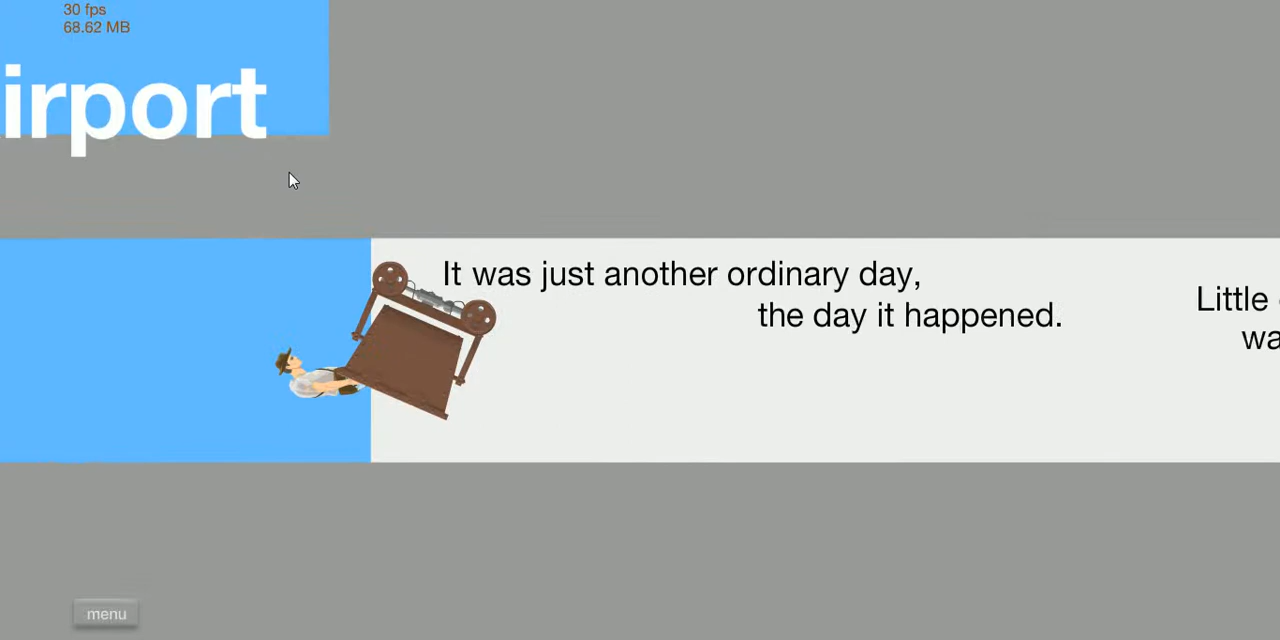 30 fps
68.62 MB
irport
It was just another ordinary day,
the day it happened.
Little
wa
menu